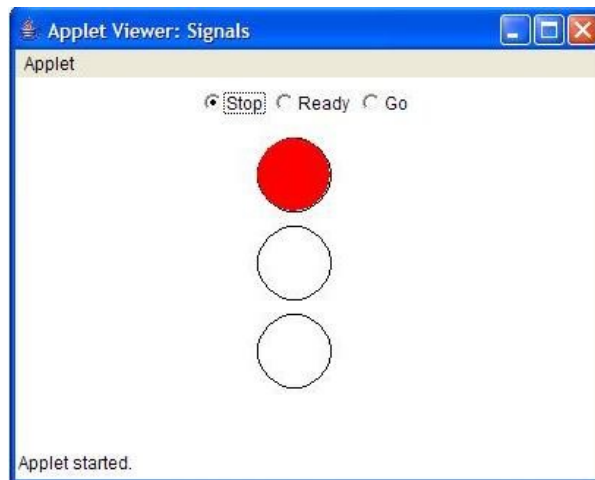 Applet Viewer: Signals
Applet
Stop Ready Go
Applet started.